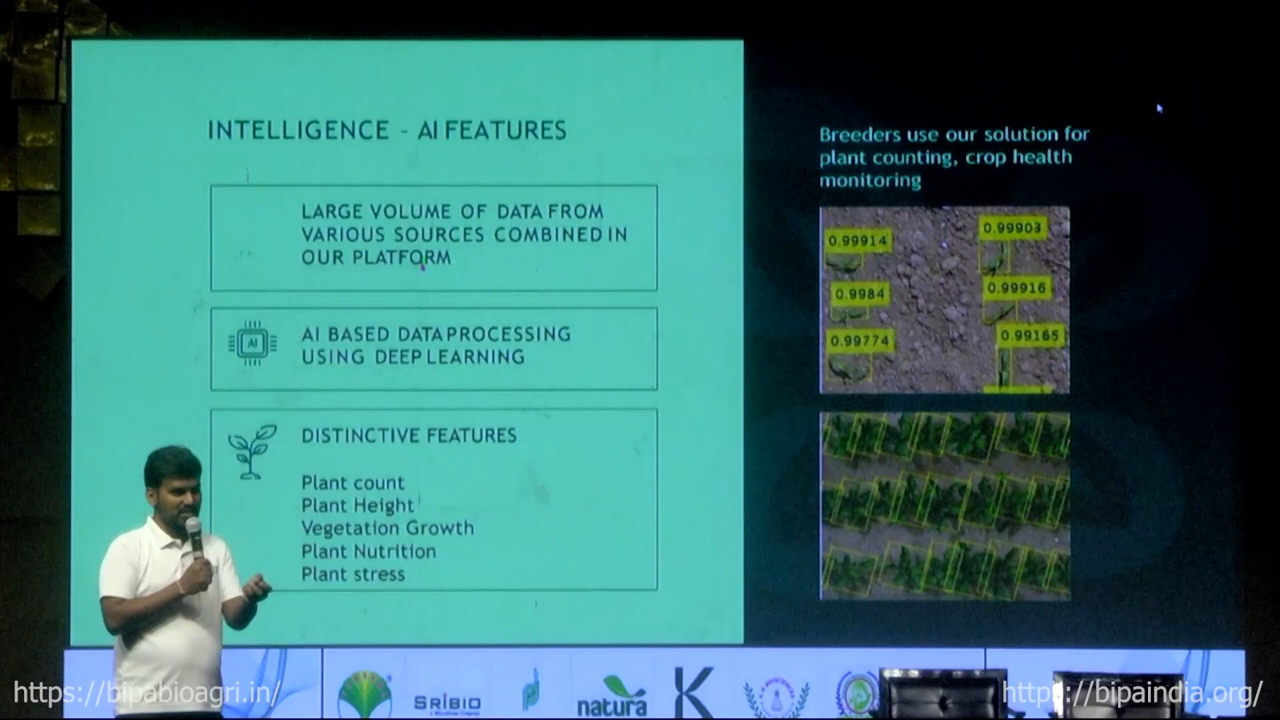 INTELLIGENCE - AI FEATURES
LARGE VOLUME OF DATA FROM
VARIOUS SOURCES COMBINED IN
OUR PLATFORM
AI
AI BASED DATA PROCESSING
USING DEEP LEARNING
DISTINCTIVE FEATURES
Plant count
Plant Height
Vegetation Growth
Plant Nutrition
Plant stress
Breeders use our solution for
plant counting, crop health
monitoring
0.99914
0.99903
0.9984
0.99916
0.99774
0.99165
SRIBIO
natura
K
https://bipabioagri.in/
https://bipaindia.org/